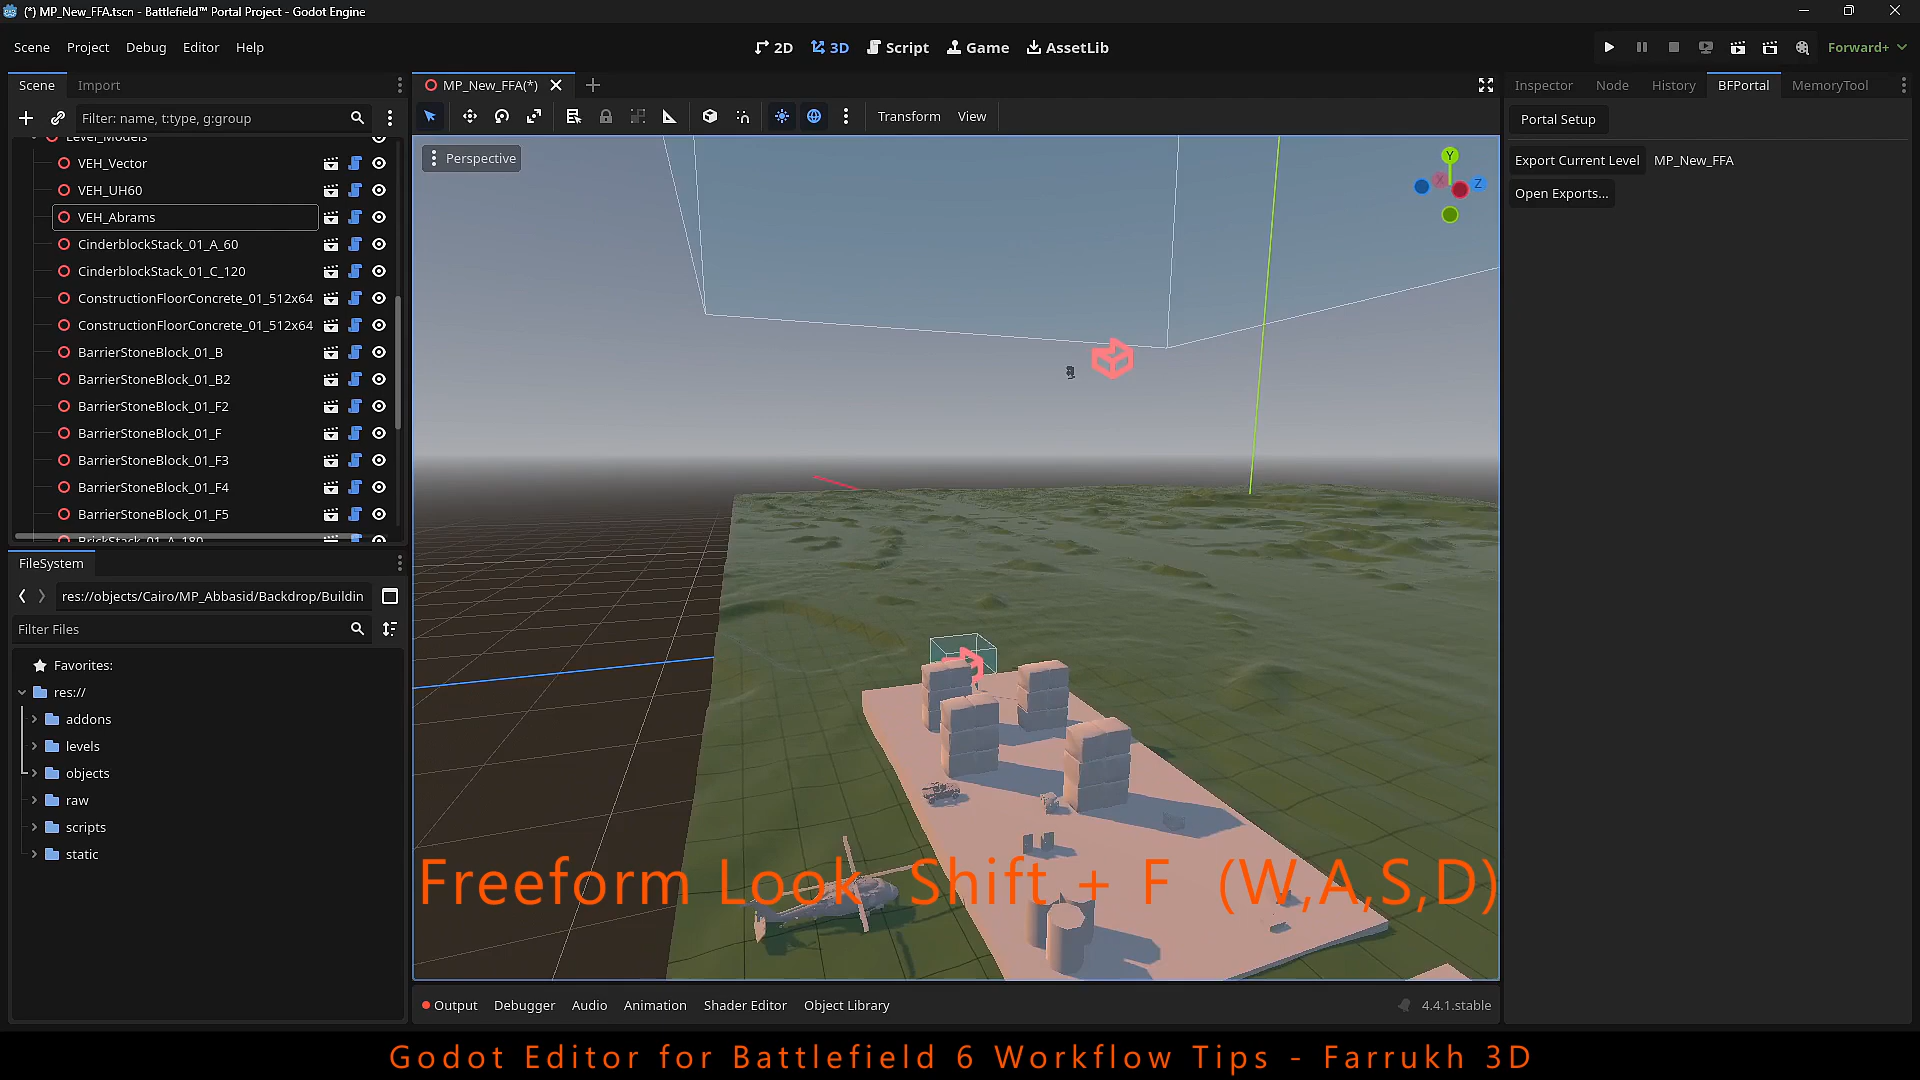 (*) MP_New_FFA.tscn - Battlefield™ Portal Project - Godot Engine
Scene Project Debug Editor Help
2D 3D Script Game AssetLib
Forward+
Scene Import
MP_New_FFA(*)
Inspector Node History BFPortal MemoryTool
Filter: name, t:type, g:group
Transform View
Portal Setup
Level_Models
Perspective
Export Current Level MP_New_FFA
Open Exports...
Y
X
Z
VEH_Vector
VEH_UH60
VEH_Abrams
CinderblockStack_01_A_60
CinderblockStack_01_C_120
ConstructionFloorConcrete_01_512x64
ConstructionFloorConcrete_01_512x64
BarrierStoneBlock_01_B
BarrierStoneBlock_01_B2
BarrierStoneBlock_01_F2
BarrierStoneBlock_01_F
BarrierStoneBlock_01_F3
BarrierStoneBlock_01_F4
BarrierStoneBlock_01_F5
BrickStack_01_A_180
FileSystem
res://objects/Cairo/MP_Abbasid/Backdrop/Buildin
Filter Files
Favorites:
res://
addons
levels
objects
raw
scripts
static
Freeform Look Shift + F (W,A,S,D)
Output Debugger Audio Animation Shader Editor Object Library
4.4.1.stable
Godot Editor for Battlefield 6 Workflow Tips - Farrukh 3D